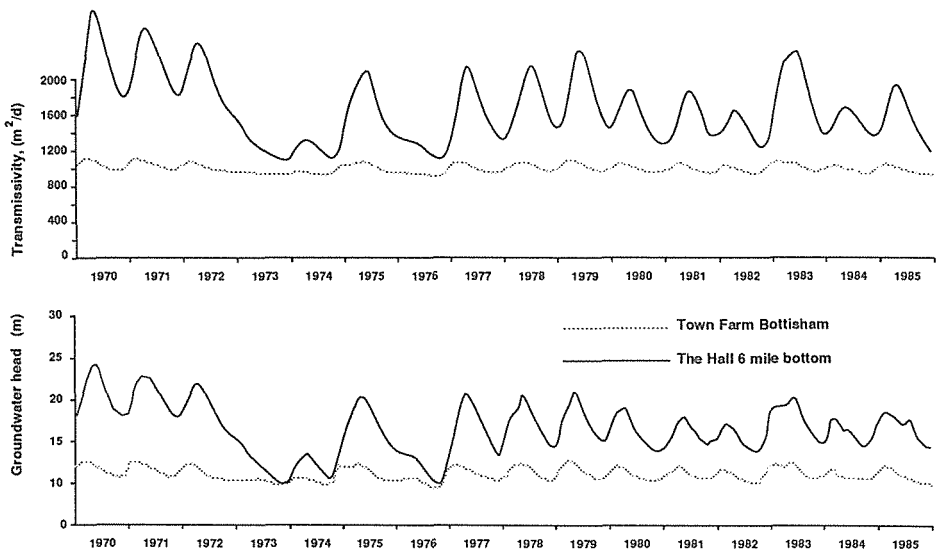 Transmissivity, (m²/d)
2000
1600
1200
800
400
0
1970 1971 1972 1973 1974 1975 1976 1977 1978 1979 1980 1981 1982 1983 1984 1985
Groundwater head (m)
30
25
20
15
10
5
0
Town Farm Bottisham
The Hall 6 mile bottom
1970 1971 1972 1973 1974 1975 1976 1977 1978 1979 1980 1981 1982 1983 1984 1985